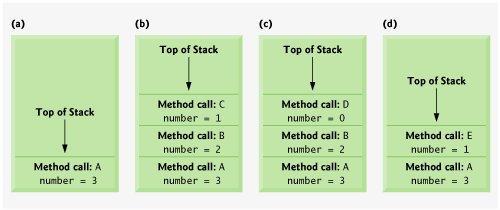 (a)
Top of Stack
Method call: A
number = 3
(b)
Top of Stack
Method call: C
number = 1
Method call: B
number = 2
Method call: A
number = 3
(c)
Top of Stack
Method call: D
number = 0
Method call: B
number = 2
Method call: A
number = 3
(d)
Top of Stack
Method call: E
number = 1
Method call: A
number = 3